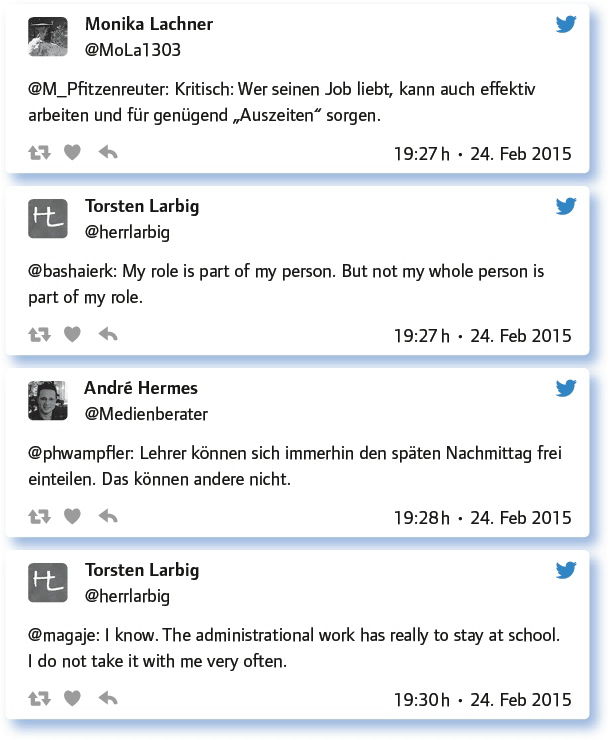 Monika Lachner
@MoLa1303
@M_Pfitzenreuter: Kritisch: Wer seinen Job liebt, kann auch effektiv
arbeiten und für genügend „Auszeiten“ sorgen.
19:27 h • 24. Feb 2015
HL
Torsten Larbig
@herrlarbig
@bashaierk: My role is part of my person. But not my whole person is
part of my role.
19:27 h • 24. Feb 2015
André Hermes
@Medienberater
@phwampfler: Lehrer können sich immerhin den späten Nachmittag frei
einteilen. Das können andere nicht.
19:28 h • 24. Feb 2015
HL
Torsten Larbig
@herrlarbig
@magaje: I know. The administrational work has really to stay at school.
I do not take it with me very often.
19:30 h • 24. Feb 2015